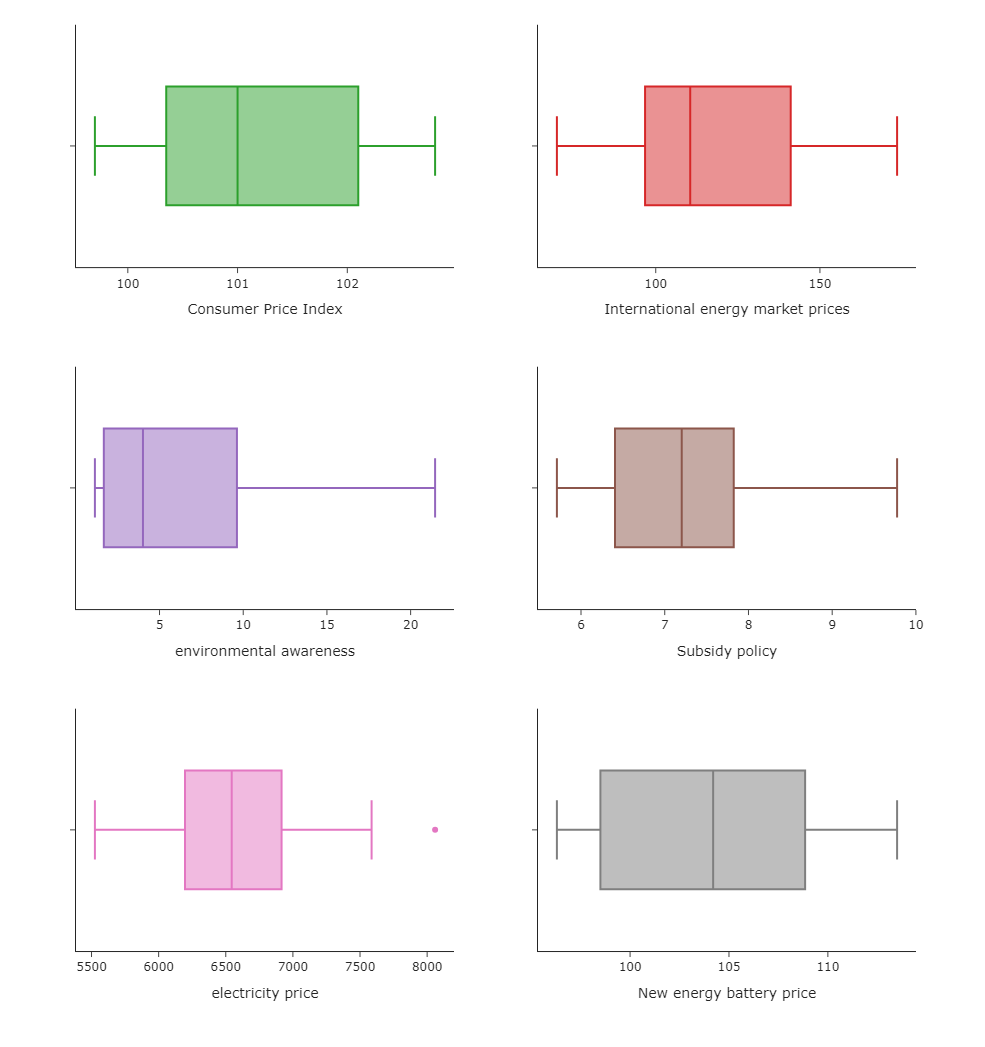 100 101 102
Consumer Price Index
100 150
International energy market prices
5 10 15 20
environmental awareness
6 7 8 9 10
Subsidy policy
5500 6000 6500 7000 7500 8000
electricity price
100 105 110
New energy battery price